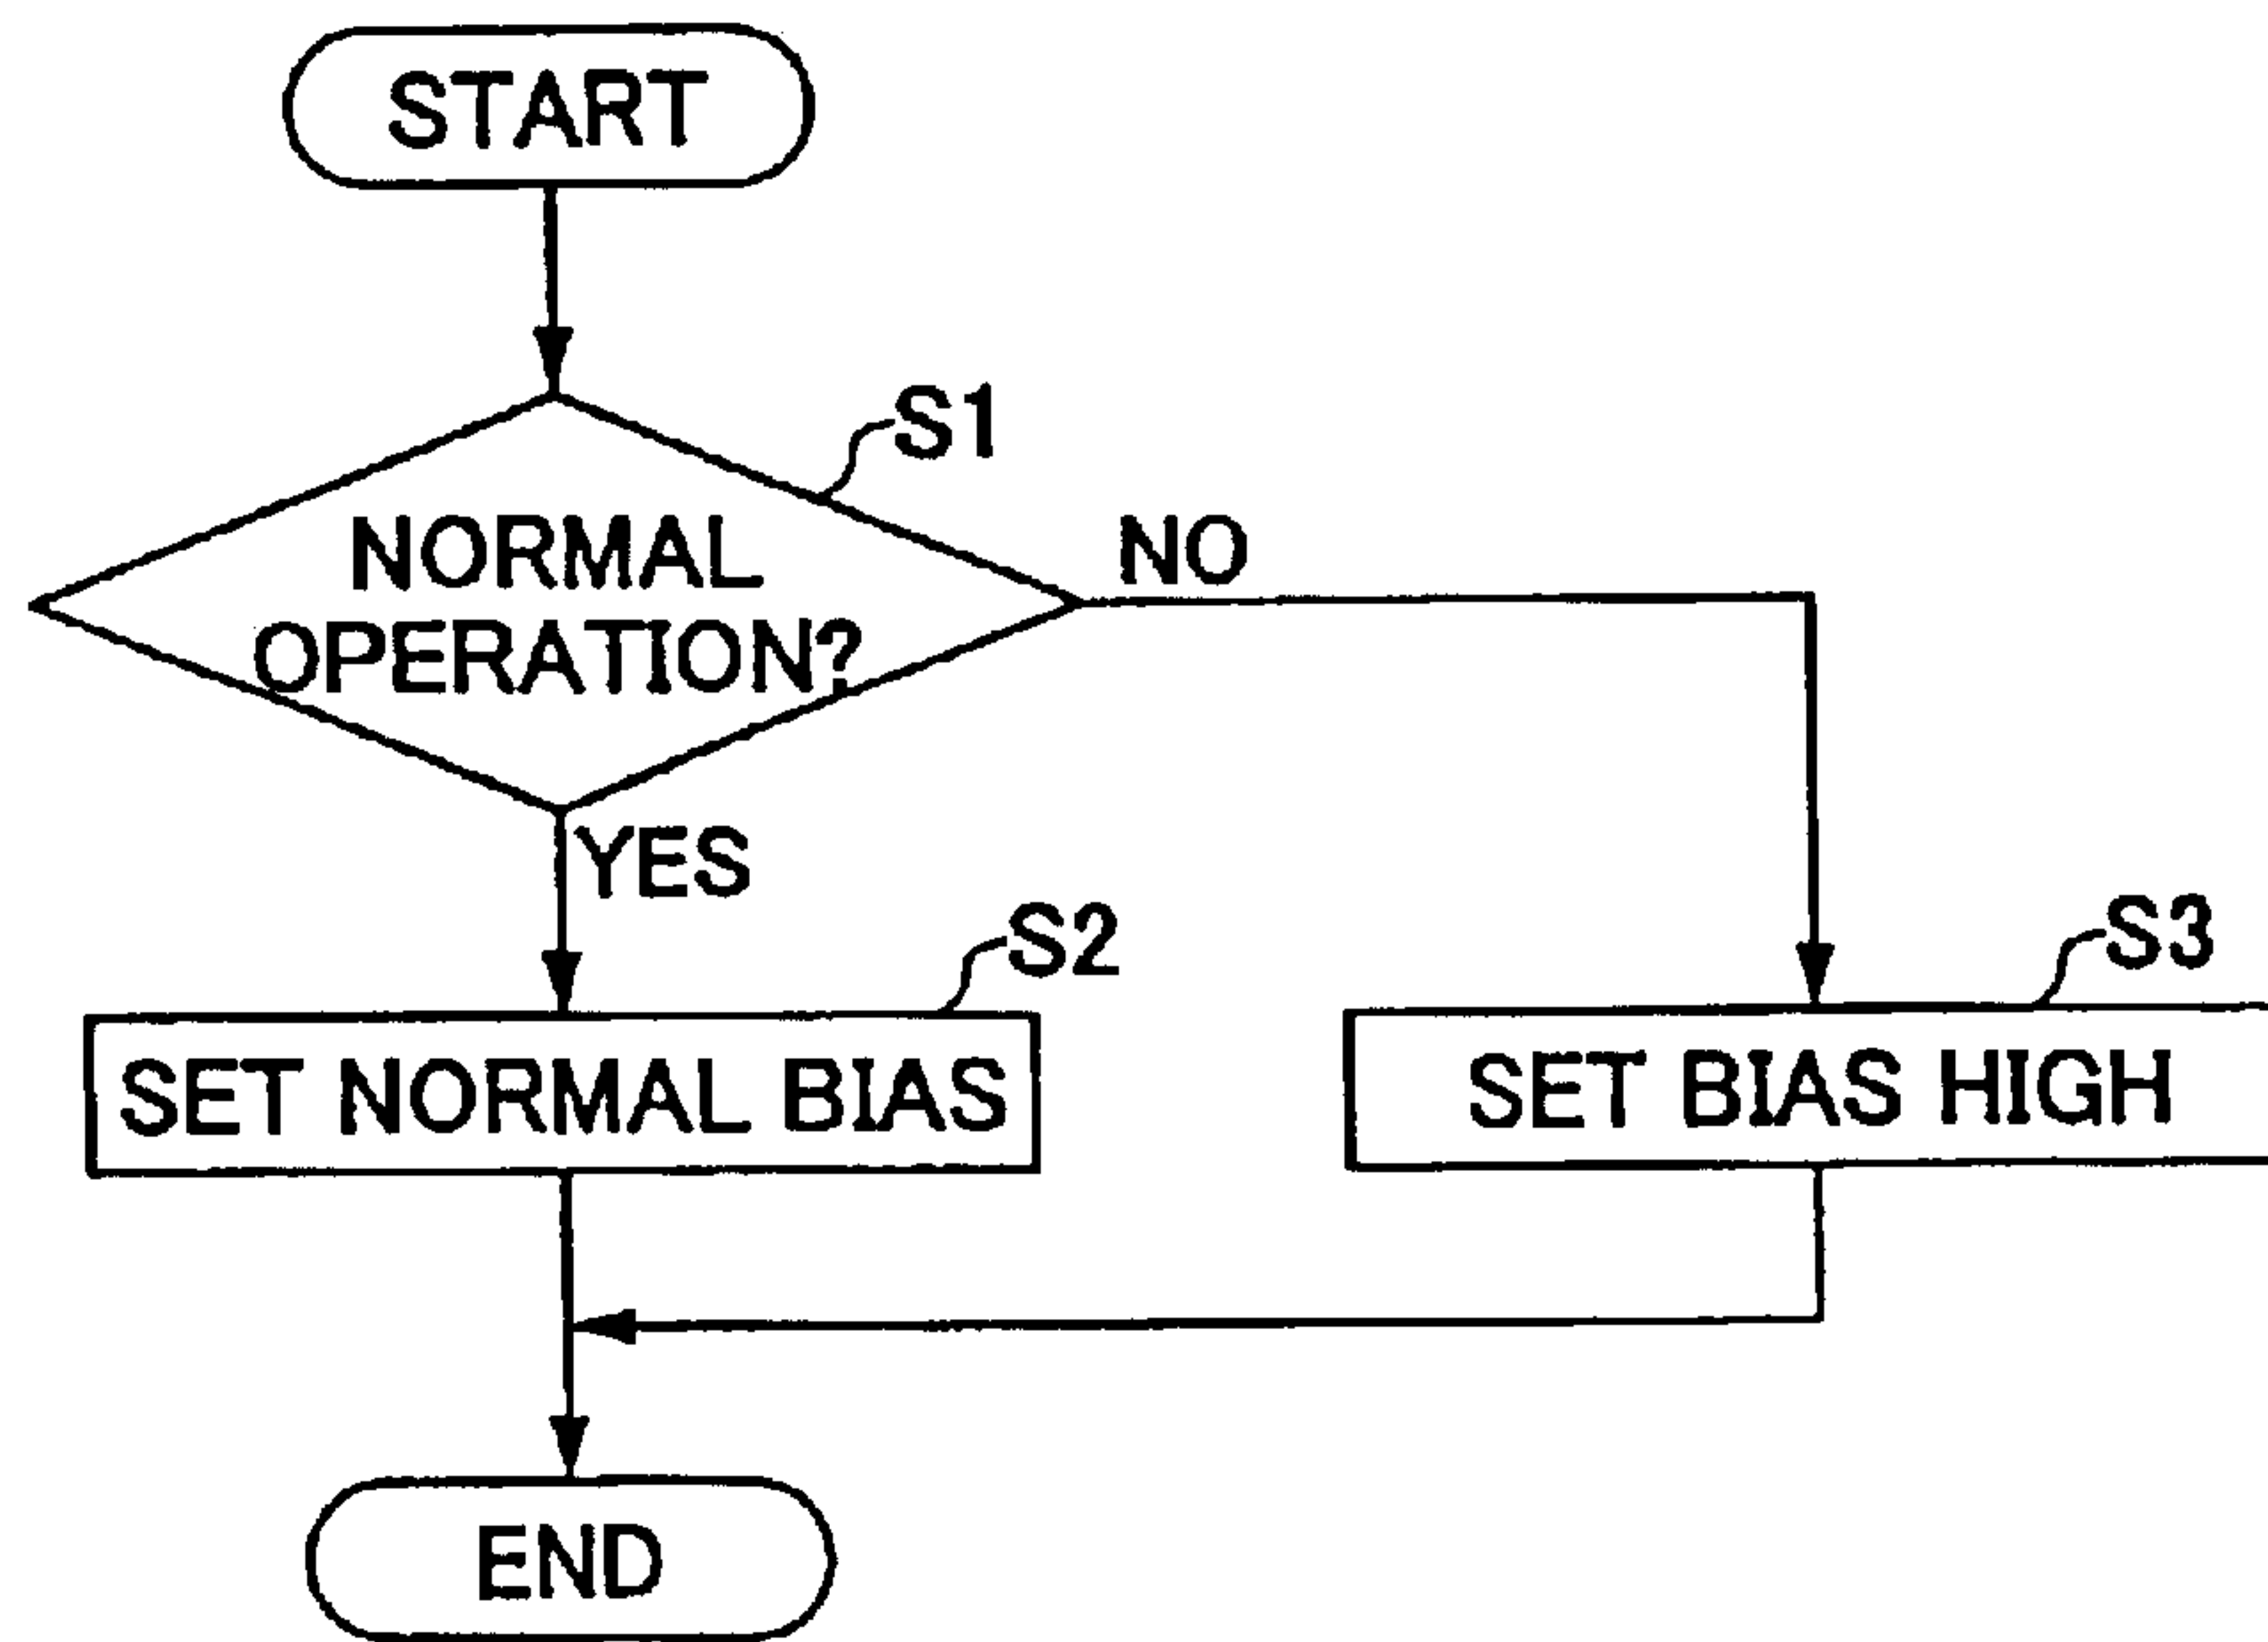 START
S1
NORMAL
OPERATION?
NO
YES
S2
S3
SET NORMAL BIAS
SET BIAS HIGH
END